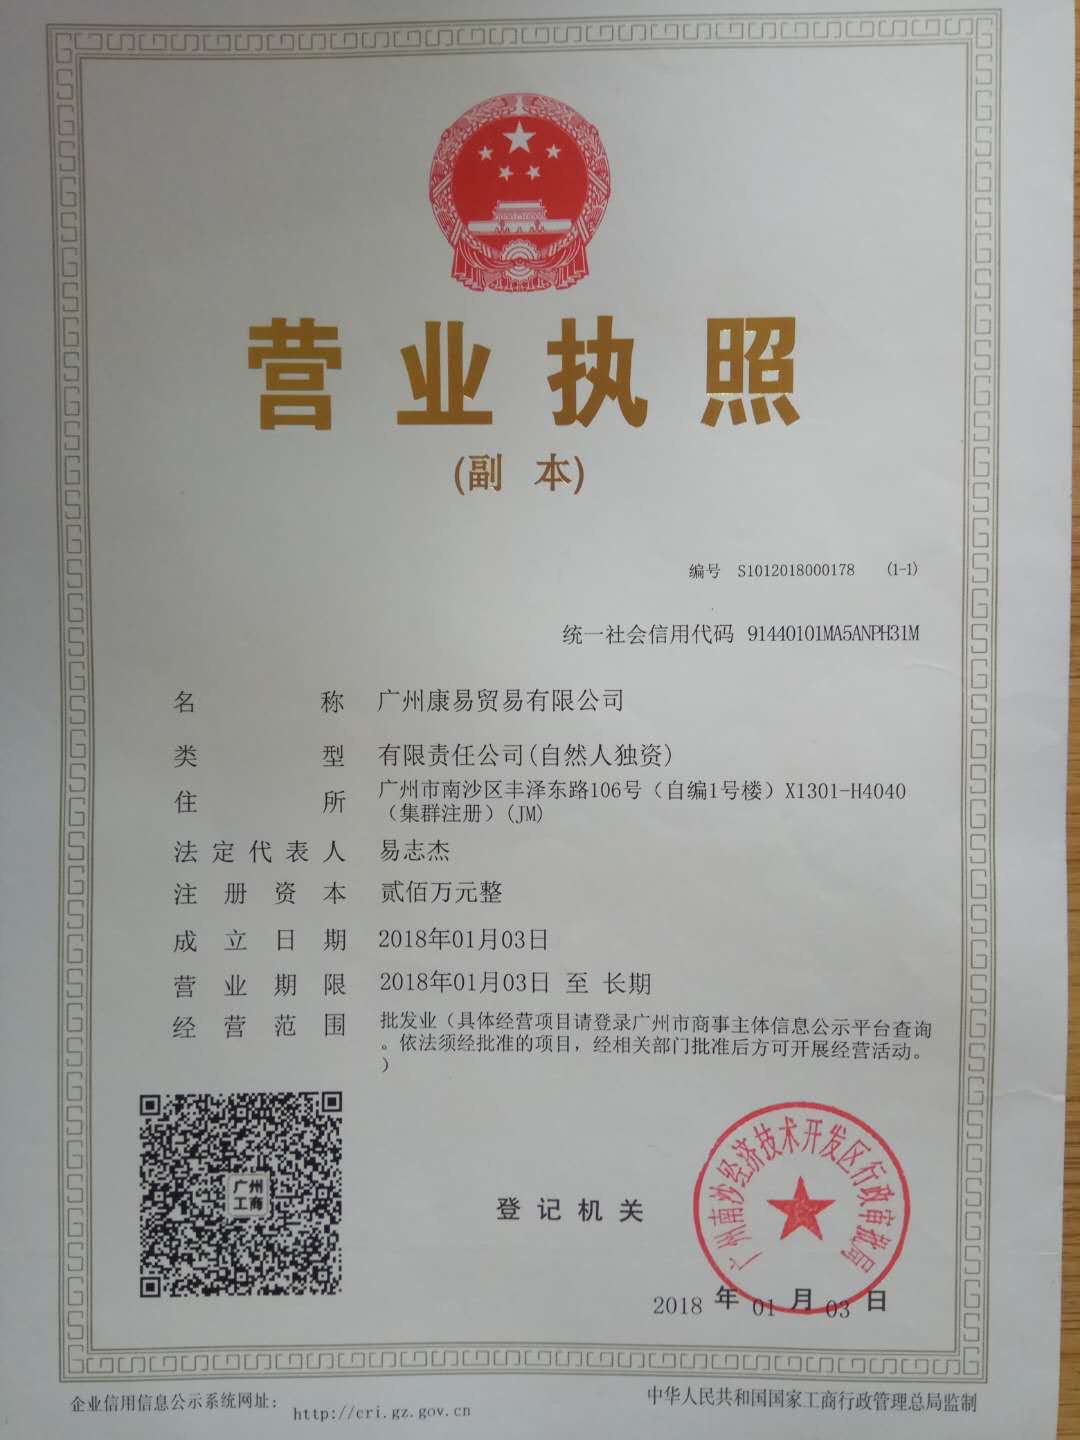 营业执照
(副 本)
编号 S1012018000178 (1-1)
统一社会信用代码 91440101MA5ANPH31M
名称 广州康易贸易有限公司
类型 有限责任公司(自然人独资)
住所 广州市南沙区丰泽东路106号（自编1号楼）X1301-H4040
（集群注册）(JM)
法定代表人 易志杰
注册资本 贰佰万元整
成立日期 2018年01月03日
营业期限 2018年01月03日 至 长期
经营范围 批发业（具体经营项目请登录广州市商事主体信息公示平台查询
。依法须经批准的项目，经相关部门批准后方可开展经营活动。
）
广州
工商
登记机关
广州南沙经济技术开发区行政审批局
2018 年 01 月 03 日
企业信用信息公示系统网址：
http://cri.gz.gov.cn
中华人民共和国国家工商行政管理总局监制